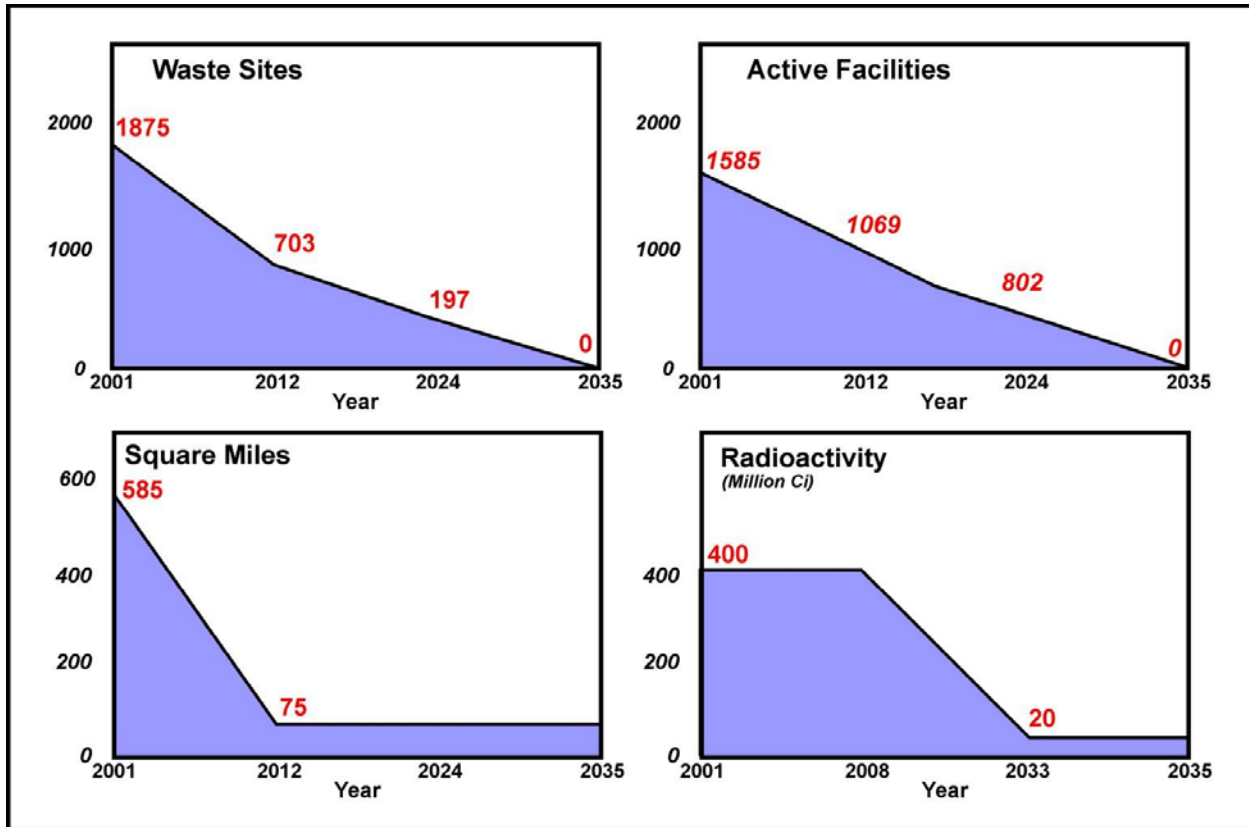 Waste Sites
2000
1875
1000
703
197
0
0
2001 2012 2024 2035
Year
Active Facilities
2000
1585
1000
1069
802
0
0
2001 2012 2024 2035
Year
Square Miles
600
585
400
200
75
0
2001 2012 2024 2035
Year
Radioactivity
(Million Ci)
400
400
200
20
0
2001 2008 2033 2035
Year